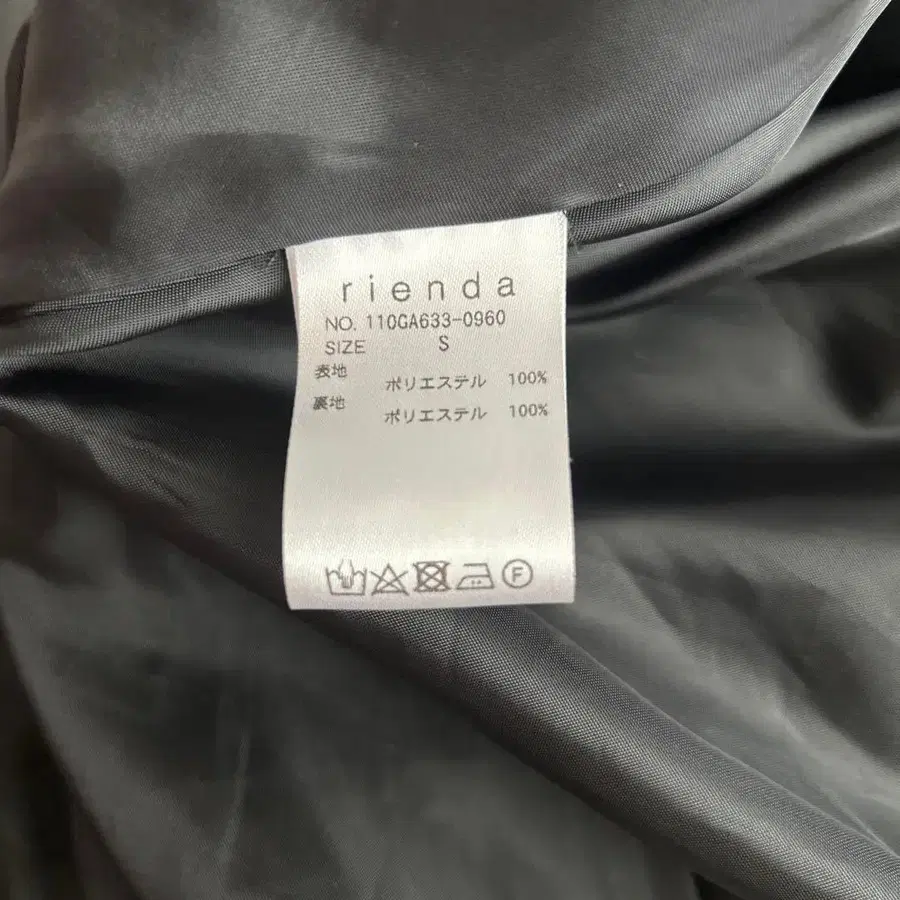 rienda
NO. 110GA633-0960
SIZE S
表地 ポリエステル 100%
裏地 ポリエステル 100%
F